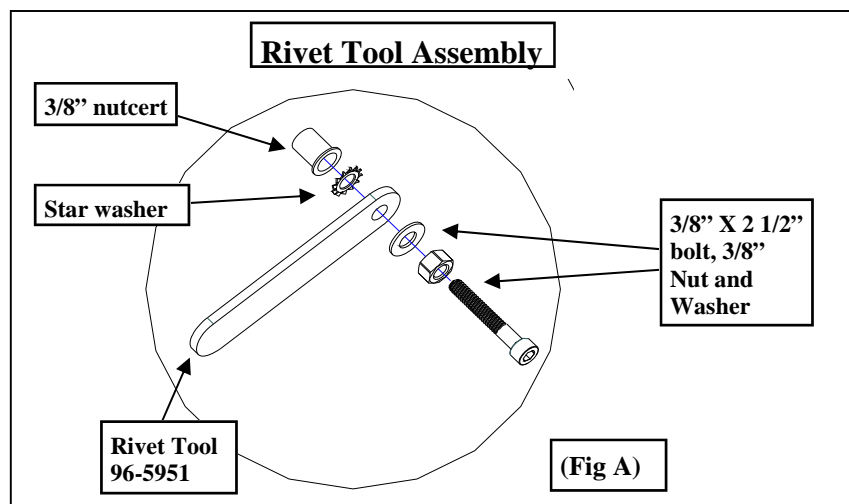 Rivet Tool Assembly
3/8” nutcert
Star washer
3/8” X 2 1/2”
bolt, 3/8”
Nut and
Washer
Rivet Tool
96-5951
(Fig A)